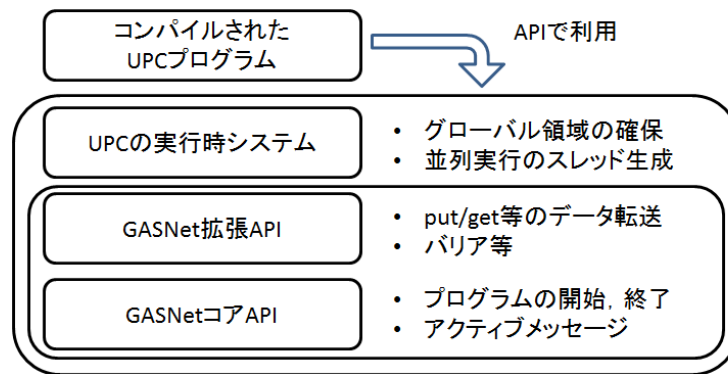 コンパイルされた
UPCプログラム
APIで利用
UPCの実行時システム
• グローバル領域の確保
• 並列実行のスレッド生成
GASNet拡張API
• put/get等のデータ転送
• バリア等
GASNetコアAPI
• プログラムの開始，終了
• アクティブメッセージ